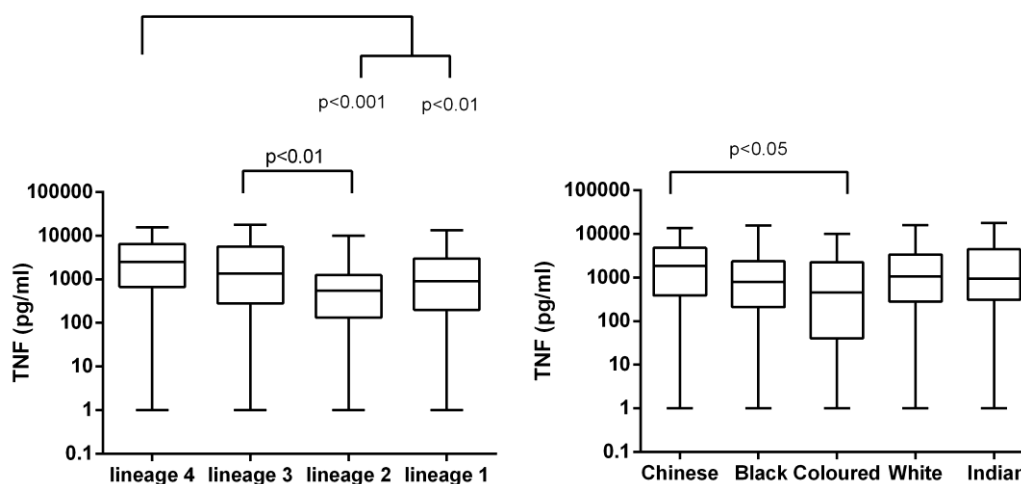 p<0.001
p<0.01
p<0.01
TNF (pg/ml)
100000
10000
1000
100
10
1
0.1
lineage 4
lineage 3
lineage 2
lineage 1
p<0.05
TNF (pg/ml)
100000
10000
1000
100
10
1
0.1
Chinese
Black
Coloured
White
Indian